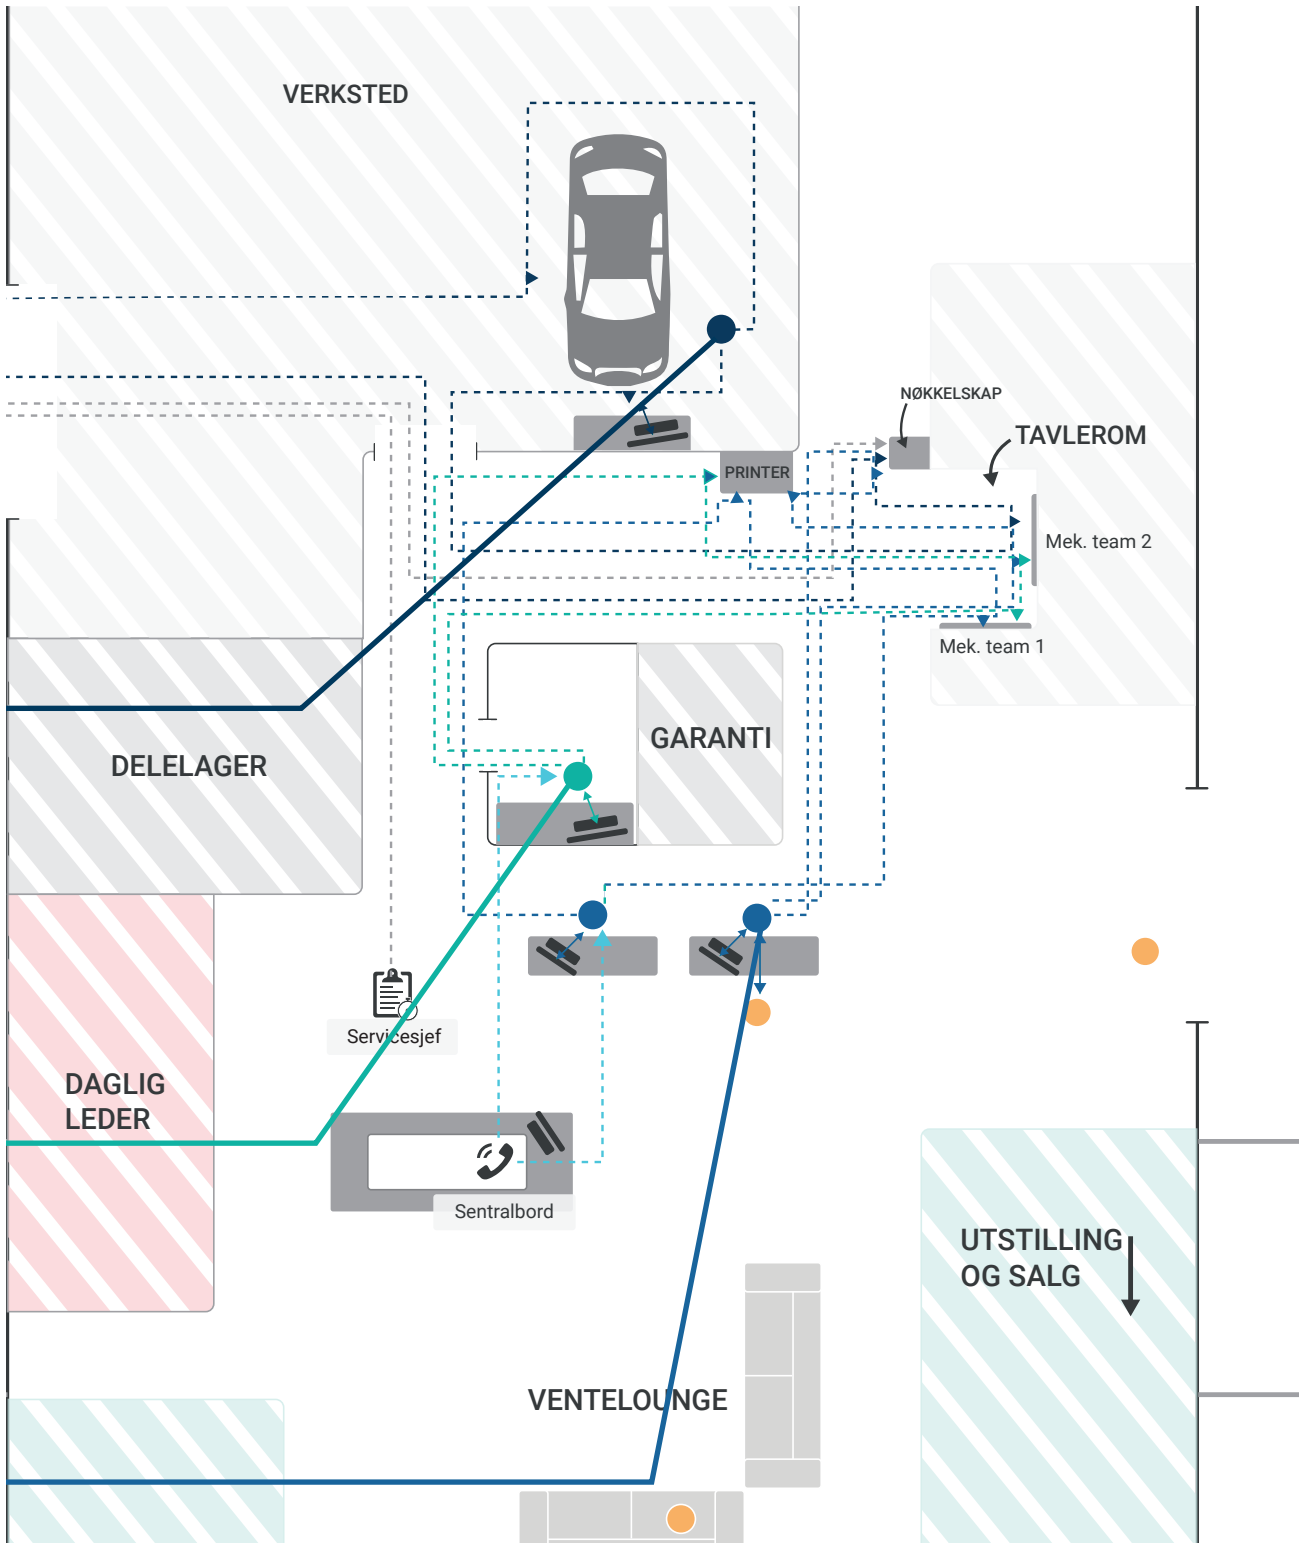 VERKSTED
NØKKELSKAP
TAVLEROM
PRINTER
Mek. team 2
Mek. team 1
GARANTI
DELELAGER
Servicesjef
DAGLIG
LEDER
Sentralbord
UTSTILLING
OG SALG
VENTELOUNGE